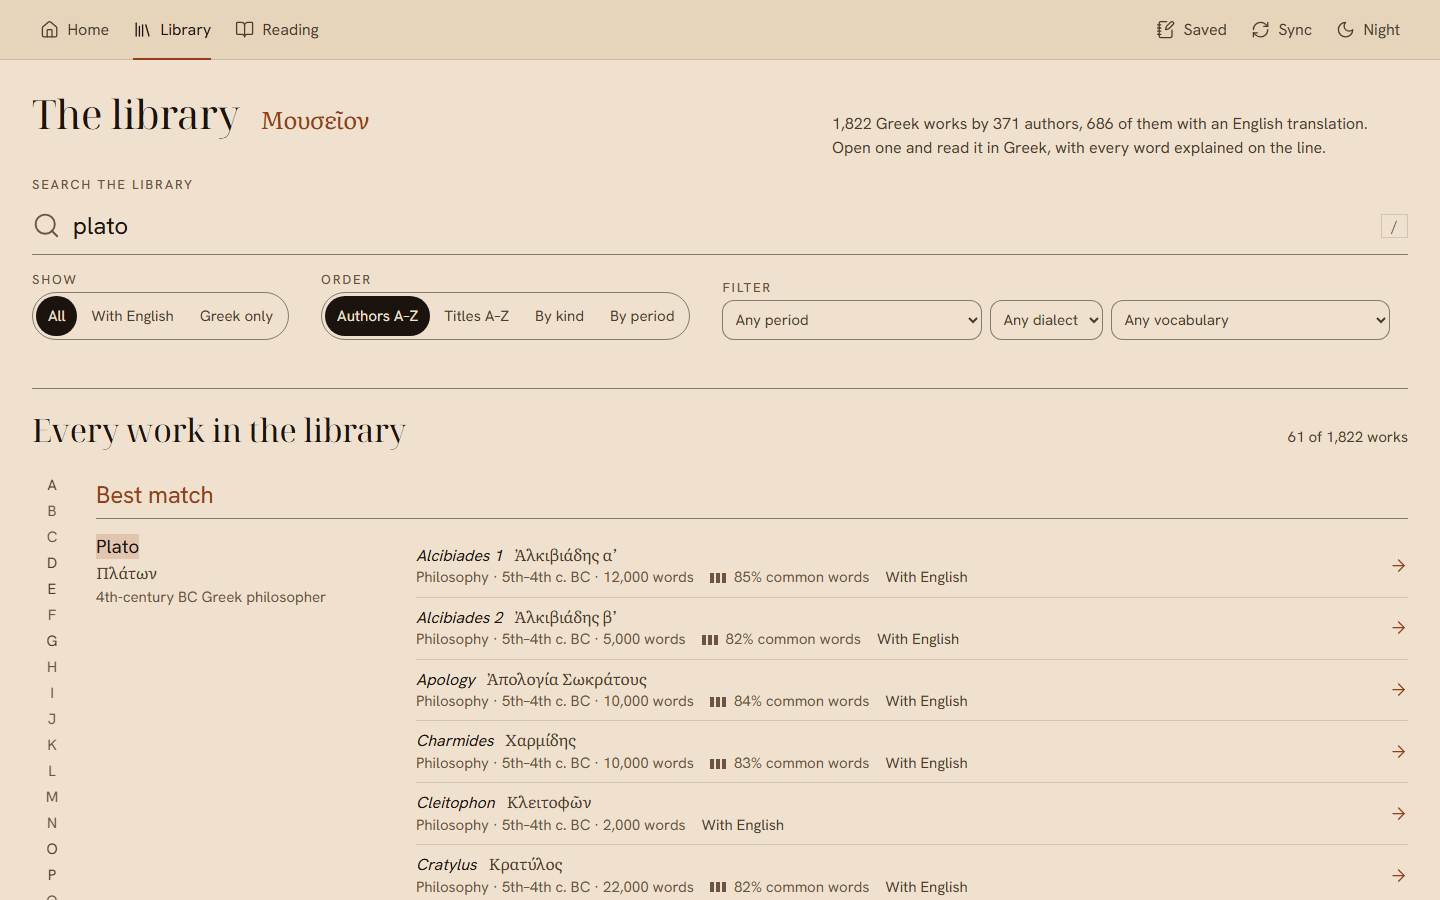 Home Library Reading Saved Sync Night
The library Μουσεῖον
1,822 Greek works by 371 authors, 686 of them with an English translation.
Open one and read it in Greek, with every word explained on the line.
SEARCH THE LIBRARY
plato /
SHOW
All With English Greek only
ORDER
Authors A–Z Titles A–Z By kind By period
FILTER
Any period Any dialect Any vocabulary
Every work in the library
61 of 1,822 works
A
B
C
D
E
F
G
H
I
J
K
L
M
N
O
P
Best match
Plato
Πλάτων
4th-century BC Greek philosopher
Alcibiades 1 Ἀλκιβιάδης αʹ
Philosophy · 5th–4th c. BC · 12,000 words 85% common words With English
Alcibiades 2 Ἀλκιβιάδης βʹ
Philosophy · 5th–4th c. BC · 5,000 words 82% common words With English
Apology Ἀπολογία Σωκράτους
Philosophy · 5th–4th c. BC · 10,000 words 84% common words With English
Charmides Χαρμίδης
Philosophy · 5th–4th c. BC · 10,000 words 83% common words With English
Cleitophon Κλειτοφῶν
Philosophy · 5th–4th c. BC · 2,000 words With English
Cratylus Κρατύλος
Philosophy · 5th–4th c. BC · 22,000 words 82% common words With English